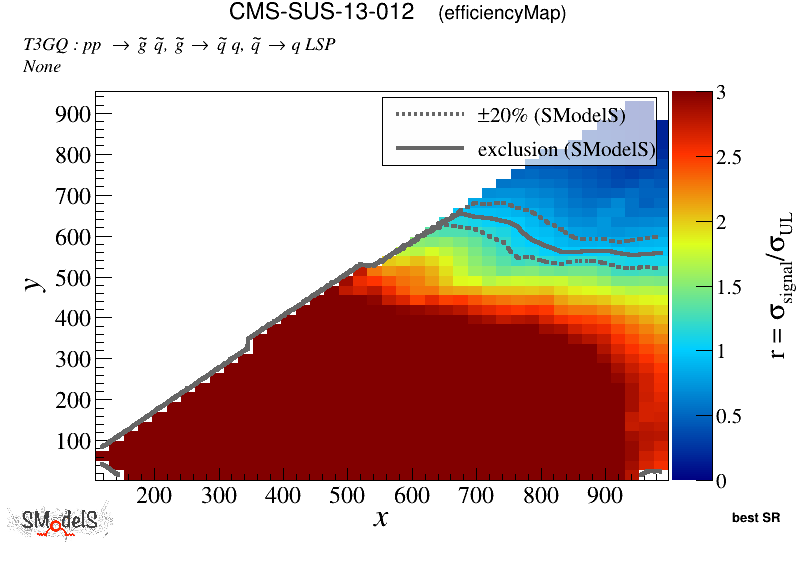 CMS-SUS-13-012 (efficiencyMap)
T3GQ : pp → g̃ q̃, g̃ → q̃ q, q̃ → q LSP
None
±20% (SModelS)
exclusion (SModelS)
900
800
700
600
500
400
300
200
100
y
200 300 400 500 600 700 800 900
x
3
2.5
2
1.5
1
0.5
0
r = σsignal/σUL
SModelS
best SR